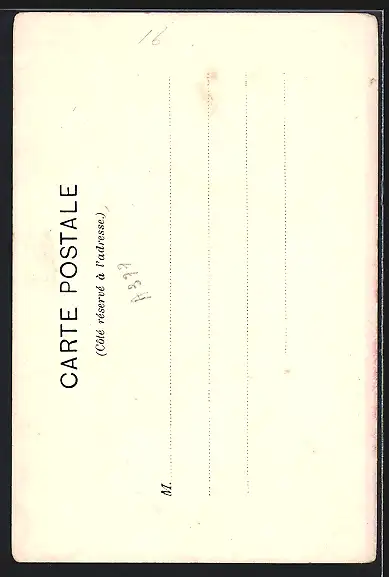 CARTE POSTALE
(Côté réservé à l'adresse.)
M.
16